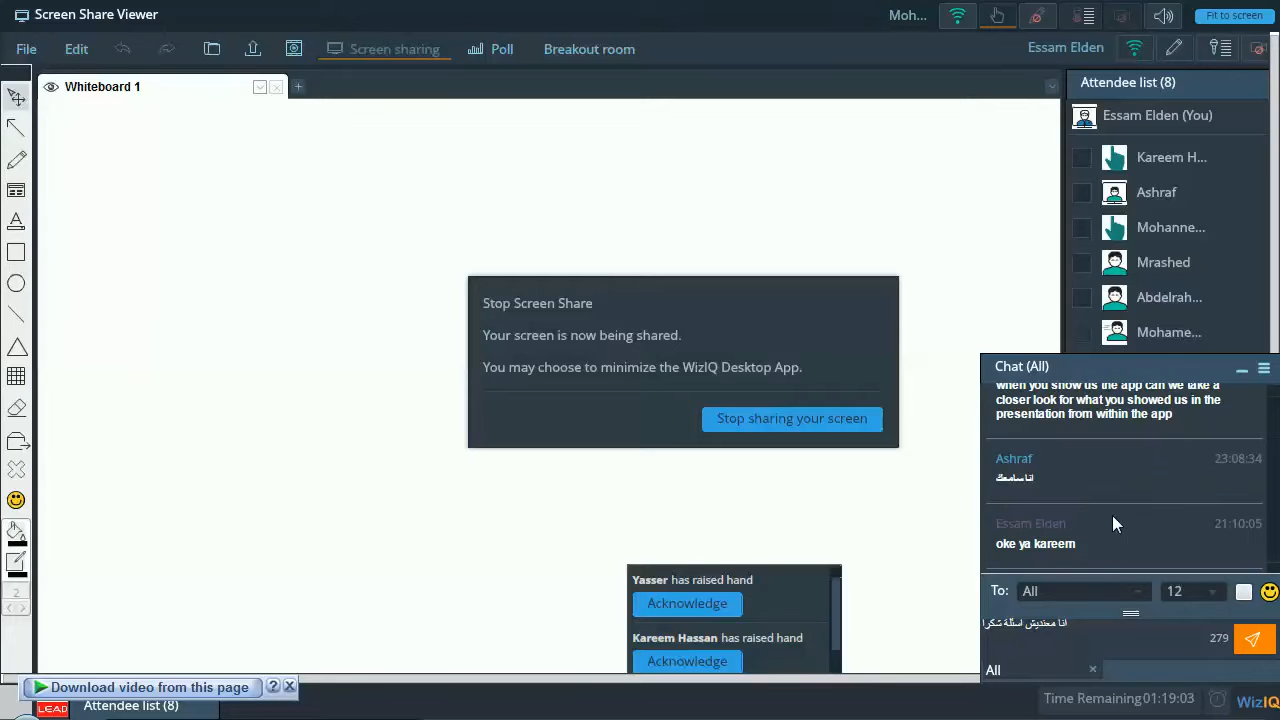 Screen Share Viewer
Moh...
Fit to screen
File
Edit
Screen sharing
Poll
Breakout room
Essam Elden
Whiteboard 1
Attendee list (8)
Essam Elden (You)
Kareem H...
Ashraf
Mohanne...
Mrashed
Abdelrah...
Mohame...
Stop Screen Share
Your screen is now being shared.
You may choose to minimize the WizIQ Desktop App.
Stop sharing your screen
Chat (All)
when you show us the app can we take a
closer look for what you showed us in the
presentation from within the app
Ashraf
23:08:34
انا سامعك
Essam Elden
21:10:05
oke ya kareem
Yasser has raised hand
Acknowledge
Kareem Hassan has raised hand
Acknowledge
To:
All
12
انا معنديش اسئلة شكرا
279
All
2
Download video from this page
?
LEAD
Attendee list (8)
Time Remaining 01:19:03
WizIQ